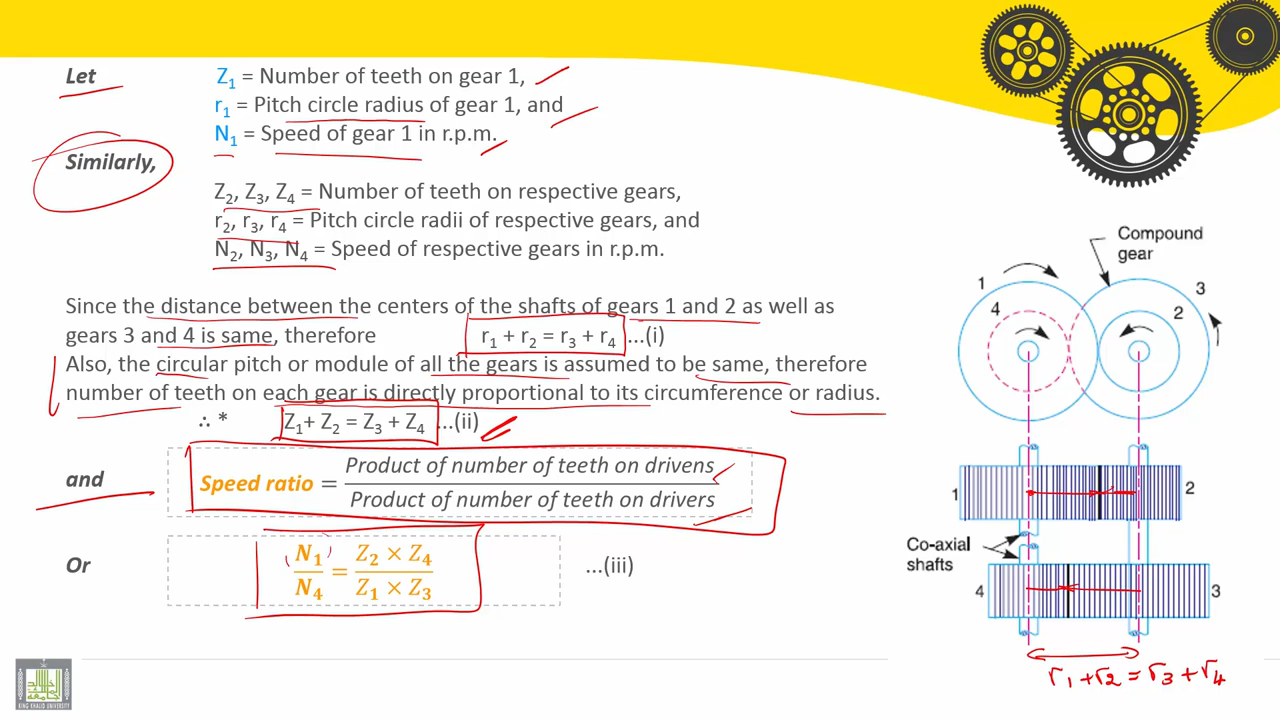 Let
Z₁ = Number of teeth on gear 1,
r₁ = Pitch circle radius of gear 1, and
N₁ = Speed of gear 1 in r.p.m.
Similarly,
Z₂, Z₃, Z₄ = Number of teeth on respective gears,
r₂, r₃, r₄ = Pitch circle radii of respective gears, and
N₂, N₃, N₄ = Speed of respective gears in r.p.m.
Since the distance between the centers of the shafts of gears 1 and 2 as well as
gears 3 and 4 is same, therefore r₁ + r₂ = r₃ + r₄ ...(i)
Also, the circular pitch or module of all the gears is assumed to be same, therefore
number of teeth on each gear is directly proportional to its circumference or radius.
∴ * Z₁+ Z₂ = Z₃ + Z₄ ...(ii)
and
Speed ratio = Product of number of teeth on drivens
Product of number of teeth on drivers
Or
N₁/N₄ = Z₂ × Z₄/Z₁ × Z₃ ...(iii)
Compound
gear
1
3
4
2
1
2
Co-axial
shafts
4
3
r₁+r₂ = r₃+r₄
KING KHALID UNIVERSITY